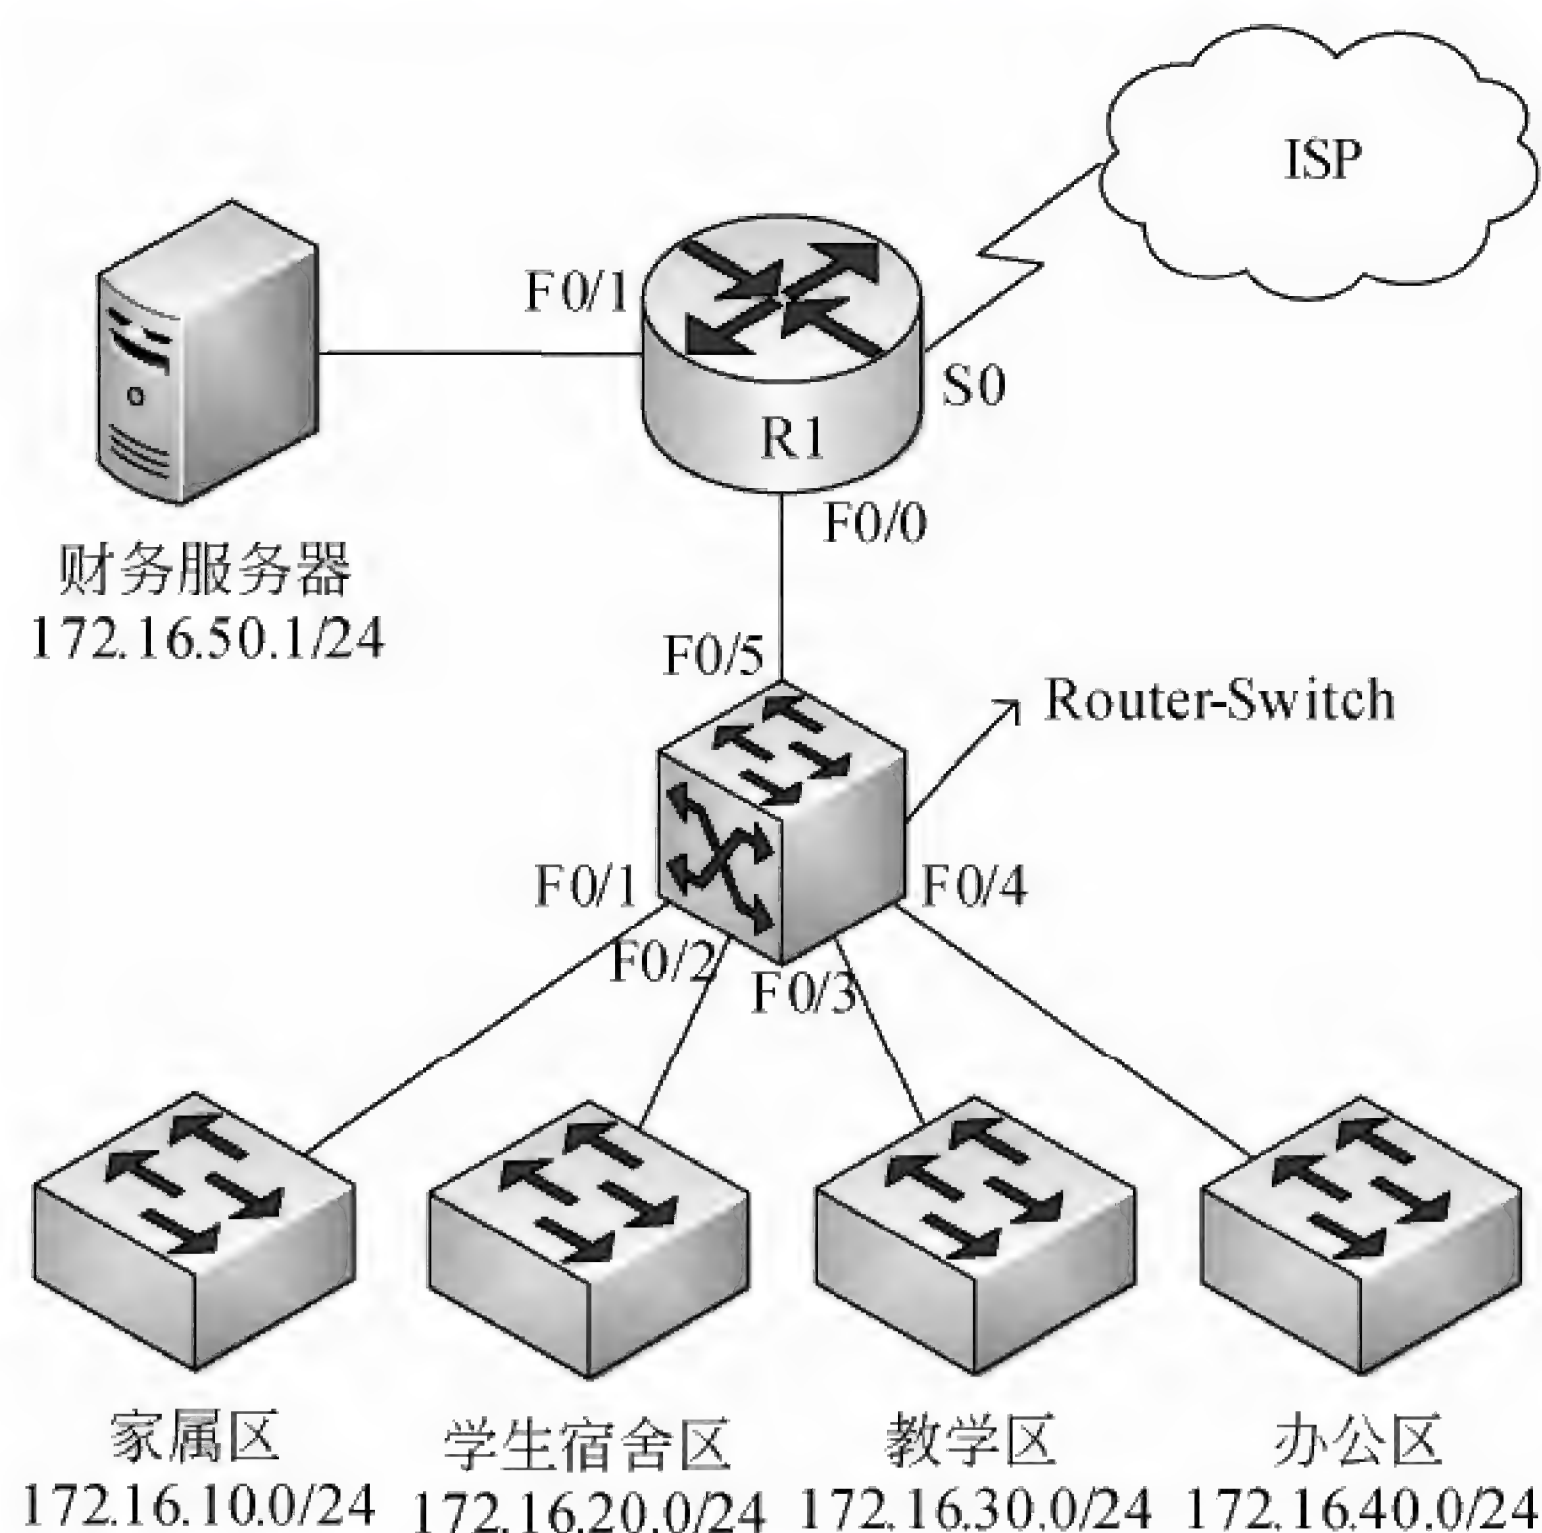 ISP
F0/1
S0
R1
F0/0
财务服务器
172.16.50.1/24
F0/5
Router-Switch
F0/1
F0/4
F0/2
F0/3
家属区
172.16.10.0/24
学生宿舍区
172.16.20.0/24
教学区
172.16.30.0/24
办公区
172.16.40.0/24